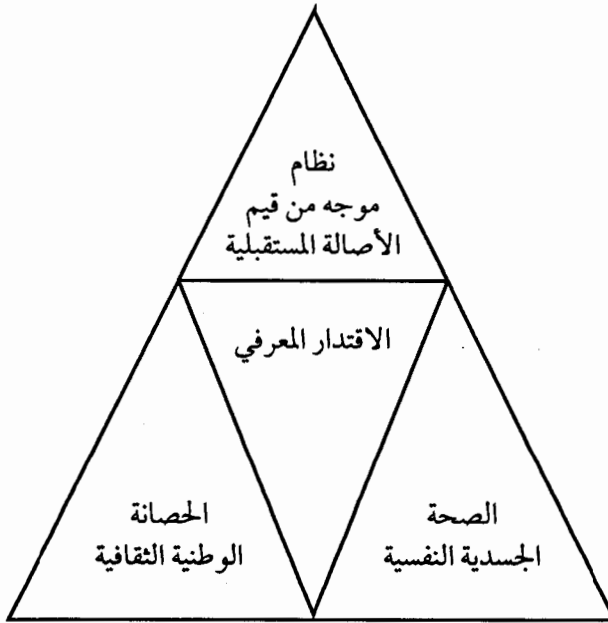 نظام
موجه من قيم
الأصالة المستقبلية
الاقتدار المعرفي
الصحة
الجسدية النفسية
الحصانة
الوطنية الثقافية